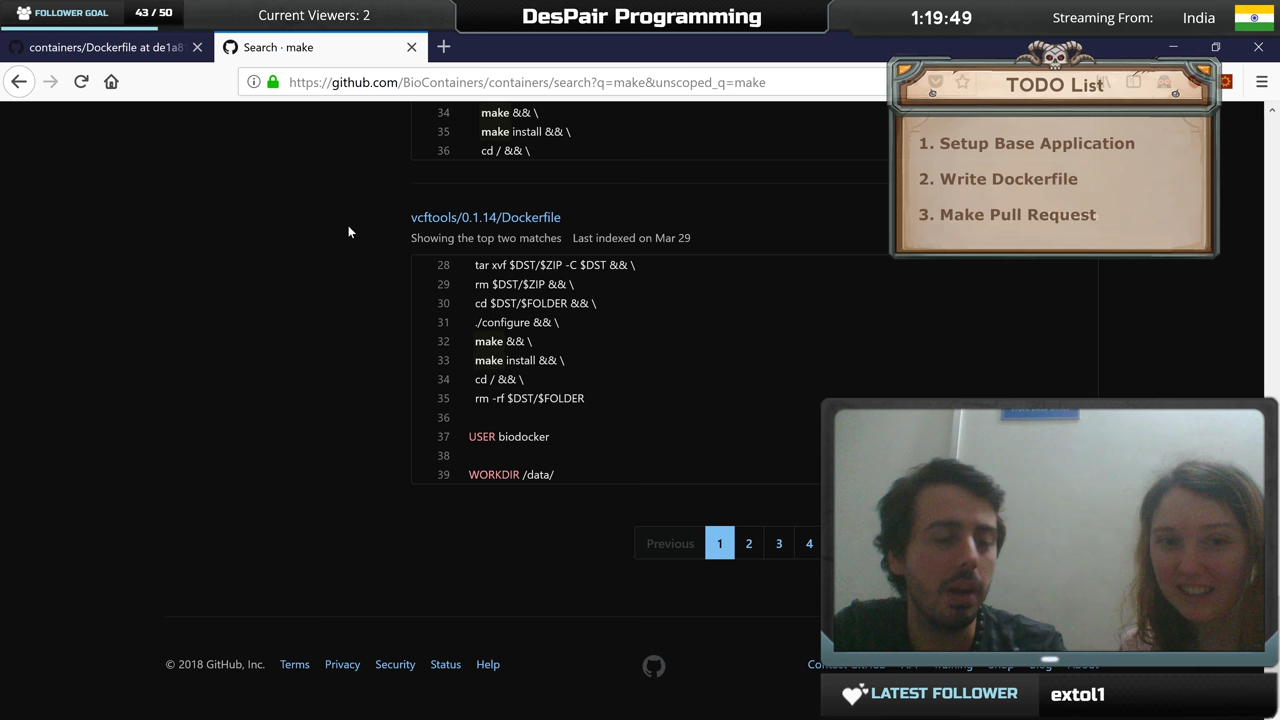 FOLLOWER GOAL 43 / 50
Current Viewers: 2
DesPair Programming
1:19:49
Streaming From: India
containers/Dockerfile at de1a8
Search · make
https://github.com/BioContainers/containers/search?q=make&unscoped_q=make
TODO List
1. Setup Base Application
2. Write Dockerfile
3. Make Pull Request
34 make && \
35 make install && \
36 cd / && \
vcftools/0.1.14/Dockerfile
Showing the top two matches Last indexed on Mar 29
28 tar xvf $DST/$ZIP -C $DST && \
29 rm $DST/$ZIP && \
30 cd $DST/$FOLDER && \
31 ./configure && \
32 make && \
33 make install && \
34 cd / && \
35 rm -rf $DST/$FOLDER
36
37 USER biodocker
38
39 WORKDIR /data/
Previous 1 2 3 4
© 2018 GitHub, Inc. Terms Privacy Security Status Help
LATEST FOLLOWER extol1